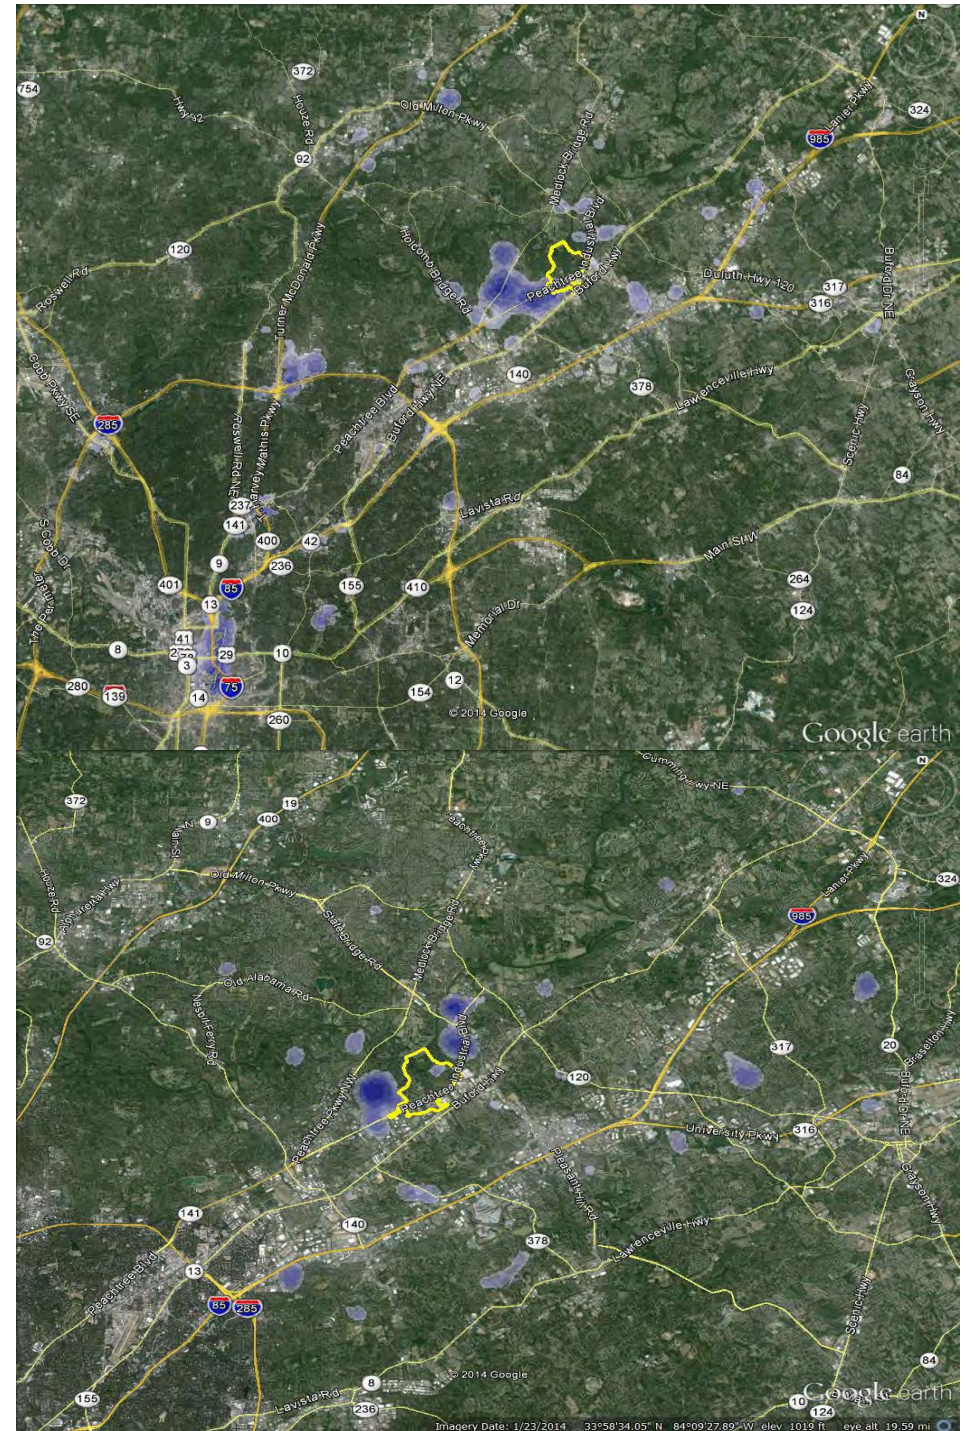 N
372
754
Houze Rd
Hwy 92
Old Milton Pkwy
Lanier Pkwy
324
985
Medlock Bridge Rd
92
120
Holcomb Bridge Rd
Turner McDonald Pkwy
Peachtree Industrial Blvd
Buford Hwy
Roswell Rd
Duluth Hwy 120
Buford Dr NE
317
316
Cobb Pkwy SE
140
378
Lawrenceville Hwy
Grayson Hwy
Peachtree Blvd
Buford Hwy NE
285
Roswell Rd NE
Harvey Mathis Pkwy
Scenic Hwy
84
Lavista Rd
237
141
400
42
S Cobb Dr
Main St W
9
236
401
85
155
410
264
13
124
Memorial Dr
41
8
29
10
3
12
280
139
75
154
14
© 2014 Google
260
Google earth
Cumming Hwy NE
N
372
19
9
400
Main St
N
Peachtree Pkwy
Old Milton Pkwy
Houze Rd
Alpharetta Hwy
Lanier Pkwy
324
State Bridge Rd
Medlock Bridge Rd
985
92
Old Alabama Rd
Nesbit Ferry Rd
Peachtree Industrial Blvd
317
20
Braselton Hwy
Buford Hwy
120
Peachtree Pkwy NW
Buford Dr NE
University Pkwy
316
Pleasant Hill Rd
Grayson Hwy
141
140
378
Lawrenceville Hwy
Peachtree Blvd
13
85
285
Scenic Hwy
84
© 2014 Google
8
155
Lavista Rd
236
10
124
Google earth
Imagery Date: 1/23/2014 33°58'34.05" N 84°09'27.89" W elev 1019 ft eye alt 19.59 mi